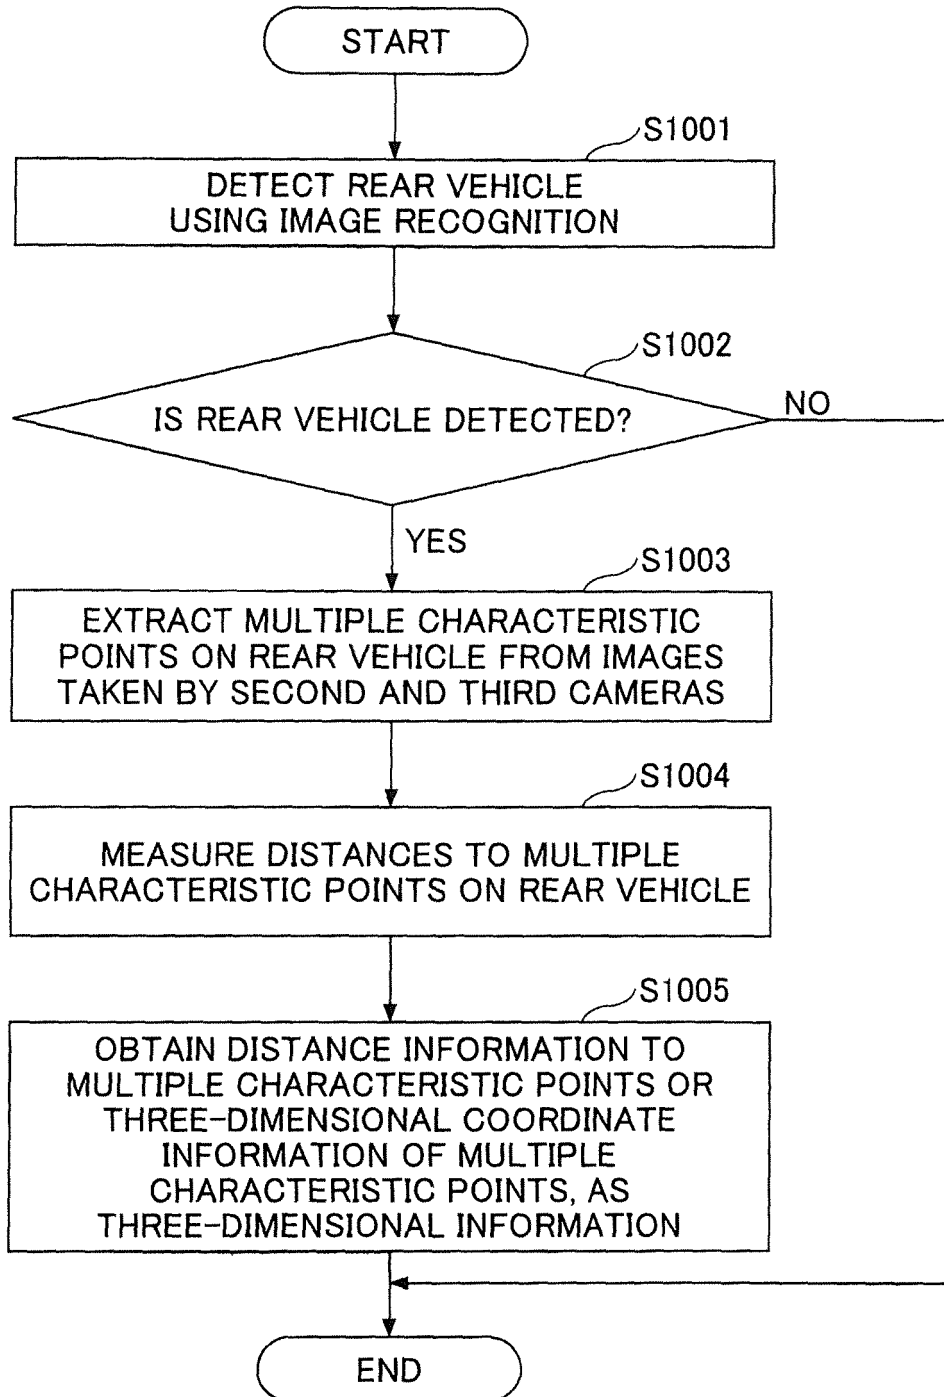 START
S1001
DETECT REAR VEHICLE
USING IMAGE RECOGNITION
S1002
IS REAR VEHICLE DETECTED?
NO
YES
S1003
EXTRACT MULTIPLE CHARACTERISTIC
POINTS ON REAR VEHICLE FROM IMAGES
TAKEN BY SECOND AND THIRD CAMERAS
S1004
MEASURE DISTANCES TO MULTIPLE
CHARACTERISTIC POINTS ON REAR VEHICLE
S1005
OBTAIN DISTANCE INFORMATION TO
MULTIPLE CHARACTERISTIC POINTS OR
THREE-DIMENSIONAL COORDINATE
INFORMATION OF MULTIPLE
CHARACTERISTIC POINTS, AS
THREE-DIMENSIONAL INFORMATION
END